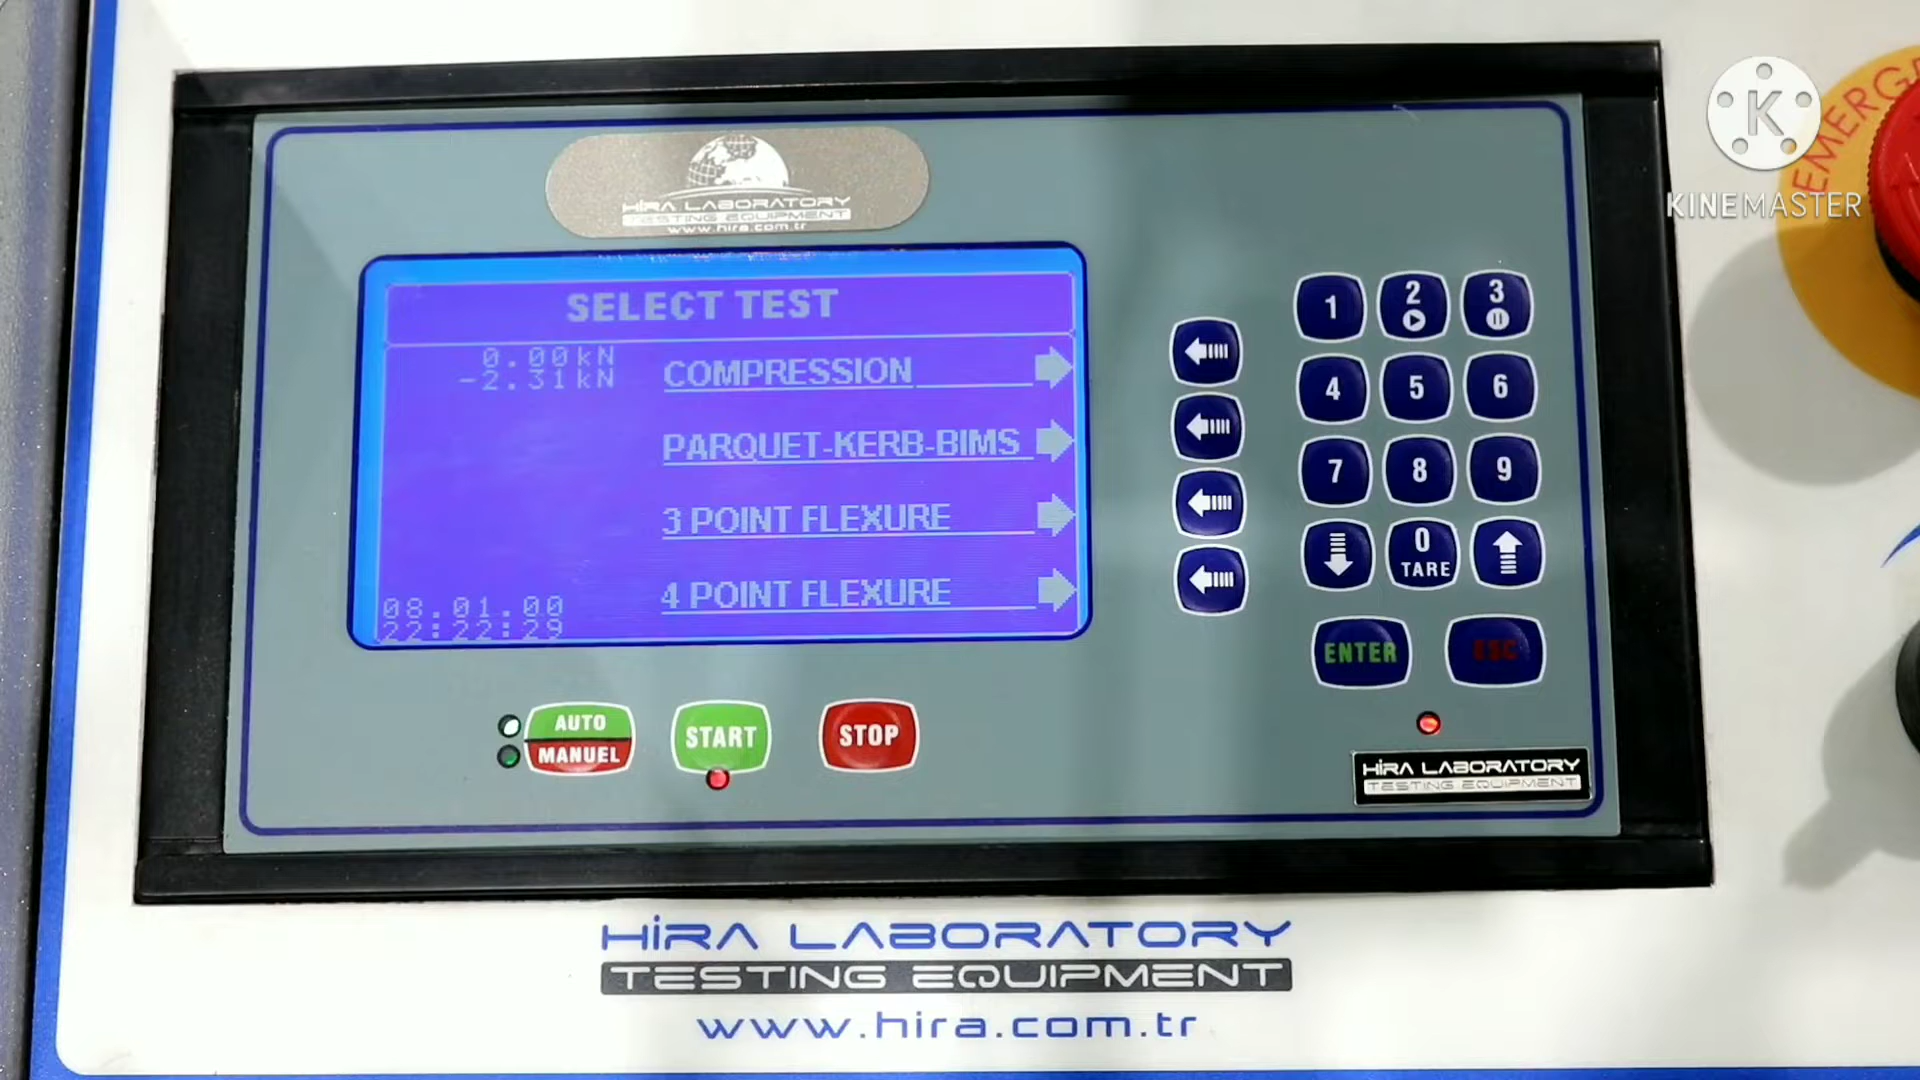 HİRA LABORATORY
TESTING EQUIPMENT
www.hira.com.tr
SELECT TEST
0.00kN
-2.31kN
COMPRESSION
PARQUET-KERB-BIMS
3 POINT FLEXURE
4 POINT FLEXURE
08.01.00
22:22:29
1
2
3
4
5
6
7
8
9
0
TARE
ENTER
ESC
AUTO
MANUEL
START
STOP
HİRA LABORATORY
TESTING EQUIPMENT
HİRA LABORATORY
TESTING EQUIPMENT
www.hira.com.tr
K
KINEMASTER